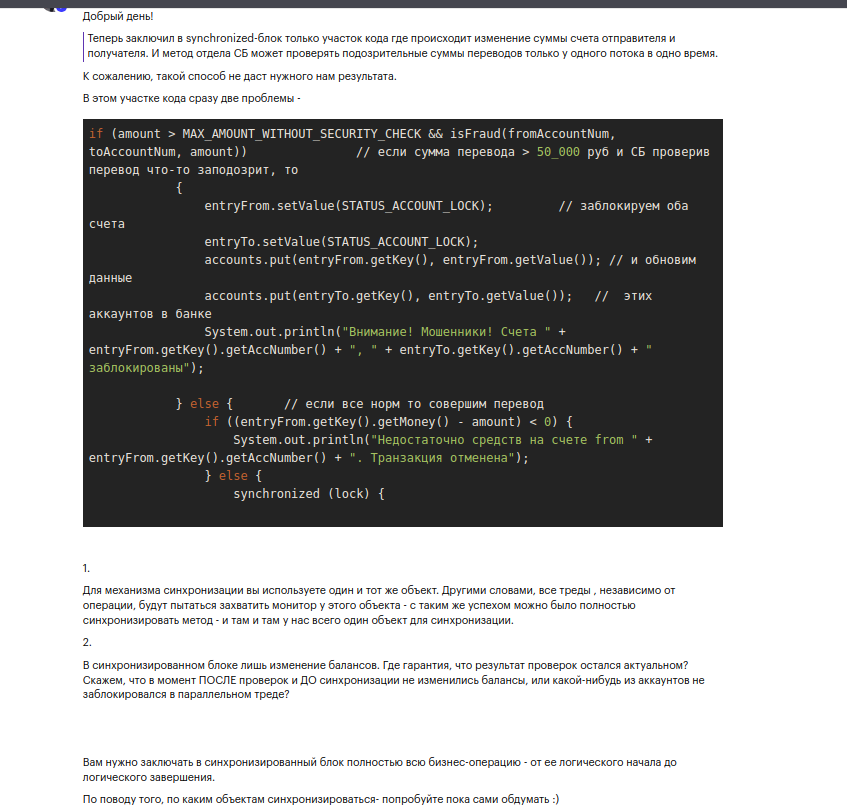 Добрый день!
Теперь заключил в synchronized-блок только участок кода где происходит изменение суммы счета отправителя и
получателя. И метод отдела СБ может проверять подозрительные суммы переводов только у одного потока в одно время.
К сожалению, такой способ не даст нужного нам результата.
В этом участке кода сразу две проблемы -
if (amount > MAX_AMOUNT_WITHOUT_SECURITY_CHECK && isFraud(fromAccountNum,
toAccountNum, amount)) // если сумма перевода > 50_000 руб и СБ проверив
перевод что-то заподозрит, то
{
entryFrom.setValue(STATUS_ACCOUNT_LOCK); // заблокируем оба
счета
entryTo.setValue(STATUS_ACCOUNT_LOCK);
accounts.put(entryFrom.getKey(), entryFrom.getValue()); // и обновим
данные
accounts.put(entryTo.getKey(), entryTo.getValue()); // этих
аккаунтов в банке
System.out.println("Внимание! Мошенники! Счета " +
entryFrom.getKey().getAccNumber() + ", " + entryTo.getKey().getAccNumber() + "
заблокированы");
} else { // если все норм то совершим перевод
if ((entryFrom.getKey().getMoney() - amount) < 0) {
System.out.println("Недостаточно средств на счете from " +
entryFrom.getKey().getAccNumber() + ". Транзакция отменена");
} else {
synchronized (lock) {
1.
Для механизма синхронизации вы используете один и тот же объект. Другими словами, все треды , независимо от
операции, будут пытаться захватить монитор у этого объекта - с таким же успехом можно было полностью
синхронизировать метод - и там и там у нас всего один объект для синхронизации.
2.
В синхронизированном блоке лишь изменение балансов. Где гарантия, что результат проверок остался актуальном?
Скажем, что в момент ПОСЛЕ проверок и ДО синхронизации не изменились балансы, или какой-нибудь из аккаунтов не
заблокировался в параллельном треде?
Вам нужно заключать в синхронизированный блок полностью всю бизнес-операцию - от ее логического начала до
логического завершения.
По поводу того, по каким объектам синхронизироваться- попробуйте пока сами обдумать :)